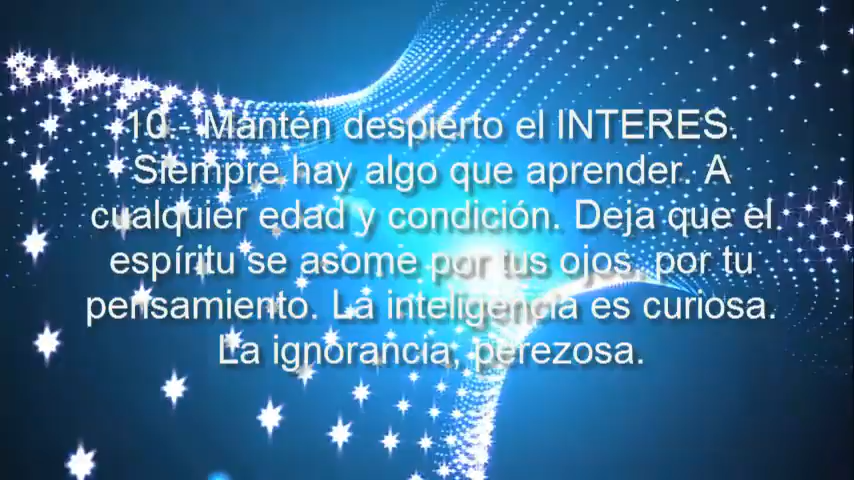 10.- Mantén despierto el INTERES.
Siempre hay algo que aprender. A
cualquier edad y condición. Deja que el
espíritu se asome por tus ojos, por tu
pensamiento. La inteligencia es curiosa.
La ignorancia, perezosa.